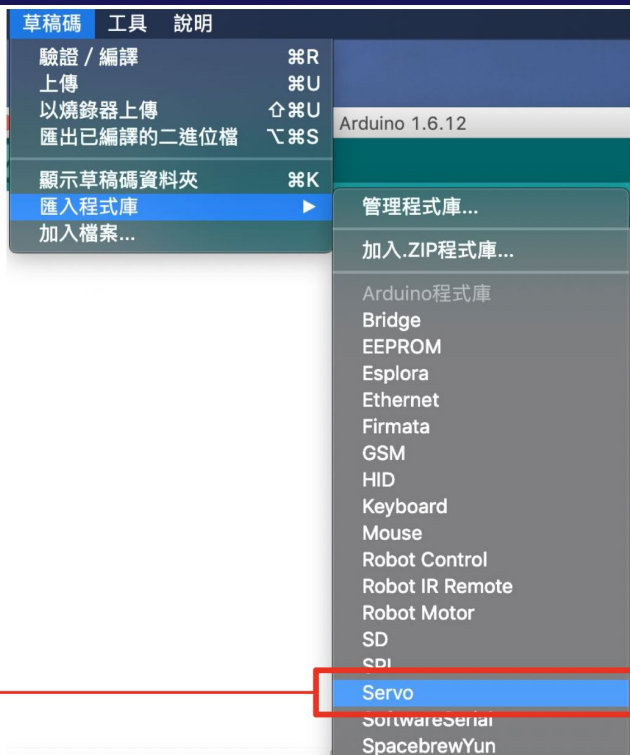 草稿碼 工具 說明
驗證 / 編譯 ⌘R
上傳 ⌘U
以燒錄器上傳 ⇧⌘U
匯出已編譯的二進位檔 ⌥⌘S
顯示草稿碼資料夾 ⌘K
匯入程式庫 ▶
加入檔案...
Arduino 1.6.12
管理程式庫...
加入.ZIP程式庫...
Arduino程式庫
Bridge
EEPROM
Esplora
Ethernet
Firmata
GSM
HID
Keyboard
Mouse
Robot Control
Robot IR Remote
Robot Motor
SD
SPI
Servo
SoftwareSerial
SpacebrewYun